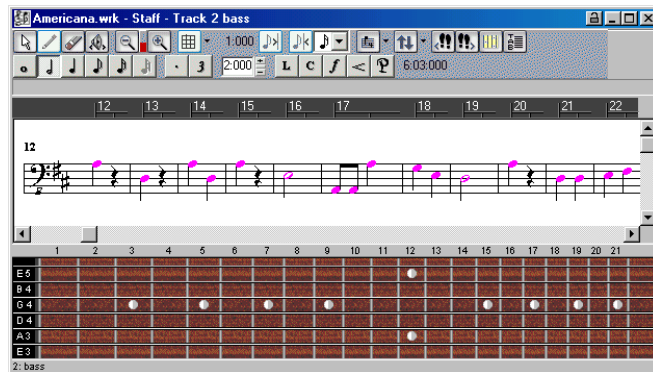 Americana.wrk - Staff - Track 2 bass
1:000
3 2:000 L C f < P 6:03:000
12 13 14 15 16 17 18 19 20 21 22
12
1 2 3 4 5 6 7 8 9 10 11 12 13 14 15 16 17 18 19 20 21
E 5
B 4
G 4
D 4
A 3
E 3
2: bass